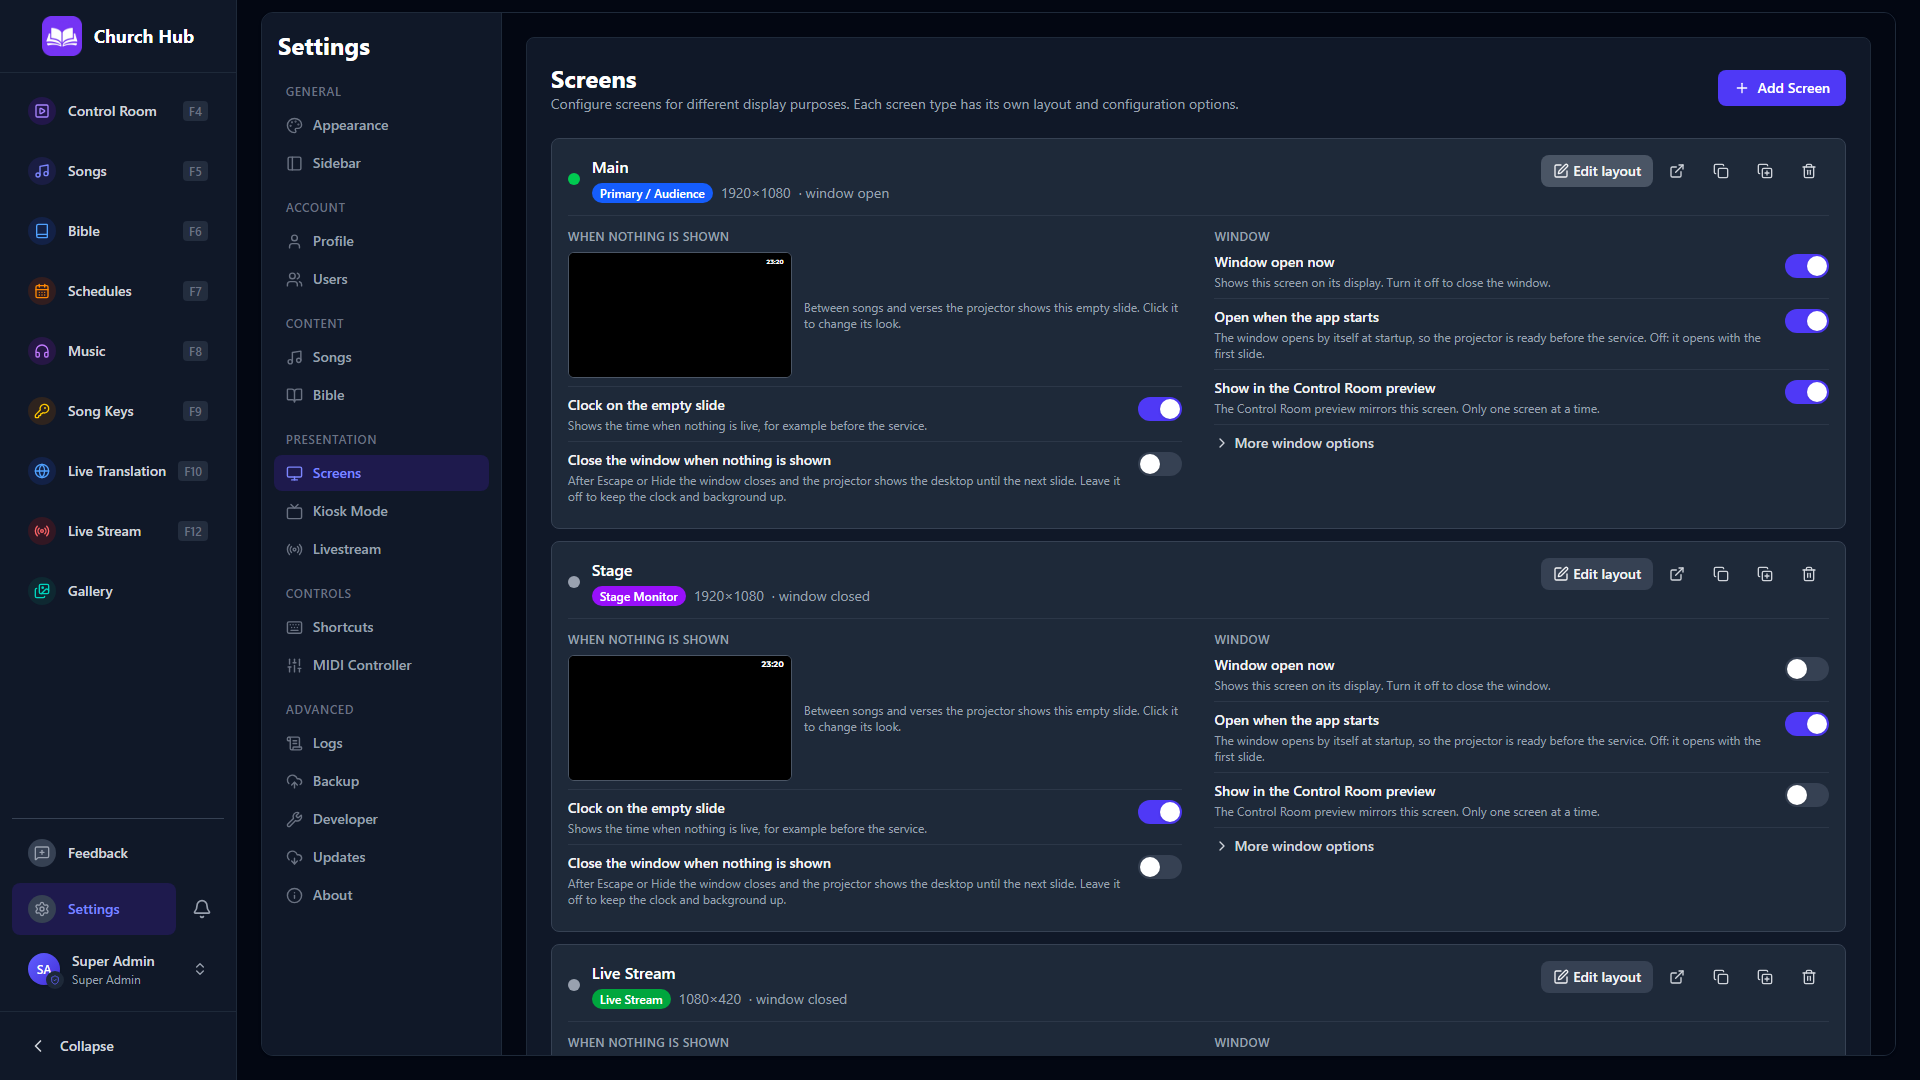 Church Hub
Control Room F4
Songs F5
Bible F6
Schedules F7
Music F8
Song Keys F9
Live Translation F10
Live Stream F12
Gallery
Feedback
Settings
SA
Super Admin
Super Admin
Collapse
Settings
GENERAL
Appearance
Sidebar
ACCOUNT
Profile
Users
CONTENT
Songs
Bible
PRESENTATION
Screens
Kiosk Mode
Livestream
CONTROLS
Shortcuts
MIDI Controller
ADVANCED
Logs
Backup
Developer
Updates
About
Screens
Configure screens for different display purposes. Each screen type has its own layout and configuration options.
Add Screen
Main
Primary / Audience 1920×1080 · window open
Edit layout
WHEN NOTHING IS SHOWN
23:20
Between songs and verses the projector shows this empty slide. Click it
to change its look.
Clock on the empty slide
Shows the time when nothing is live, for example before the service.
Close the window when nothing is shown
After Escape or Hide the window closes and the projector shows the desktop until the next slide. Leave it
off to keep the clock and background up.
WINDOW
Window open now
Shows this screen on its display. Turn it off to close the window.
Open when the app starts
The window opens by itself at startup, so the projector is ready before the service. Off: it opens with the
first slide.
Show in the Control Room preview
The Control Room preview mirrors this screen. Only one screen at a time.
More window options
Stage
Stage Monitor 1920×1080 · window closed
Edit layout
WHEN NOTHING IS SHOWN
23:20
Between songs and verses the projector shows this empty slide. Click it
to change its look.
Clock on the empty slide
Shows the time when nothing is live, for example before the service.
Close the window when nothing is shown
After Escape or Hide the window closes and the projector shows the desktop until the next slide. Leave it
off to keep the clock and background up.
WINDOW
Window open now
Shows this screen on its display. Turn it off to close the window.
Open when the app starts
The window opens by itself at startup, so the projector is ready before the service. Off: it opens with the
first slide.
Show in the Control Room preview
The Control Room preview mirrors this screen. Only one screen at a time.
More window options
Live Stream
Live Stream 1080×420 · window closed
Edit layout
WHEN NOTHING IS SHOWN
WINDOW